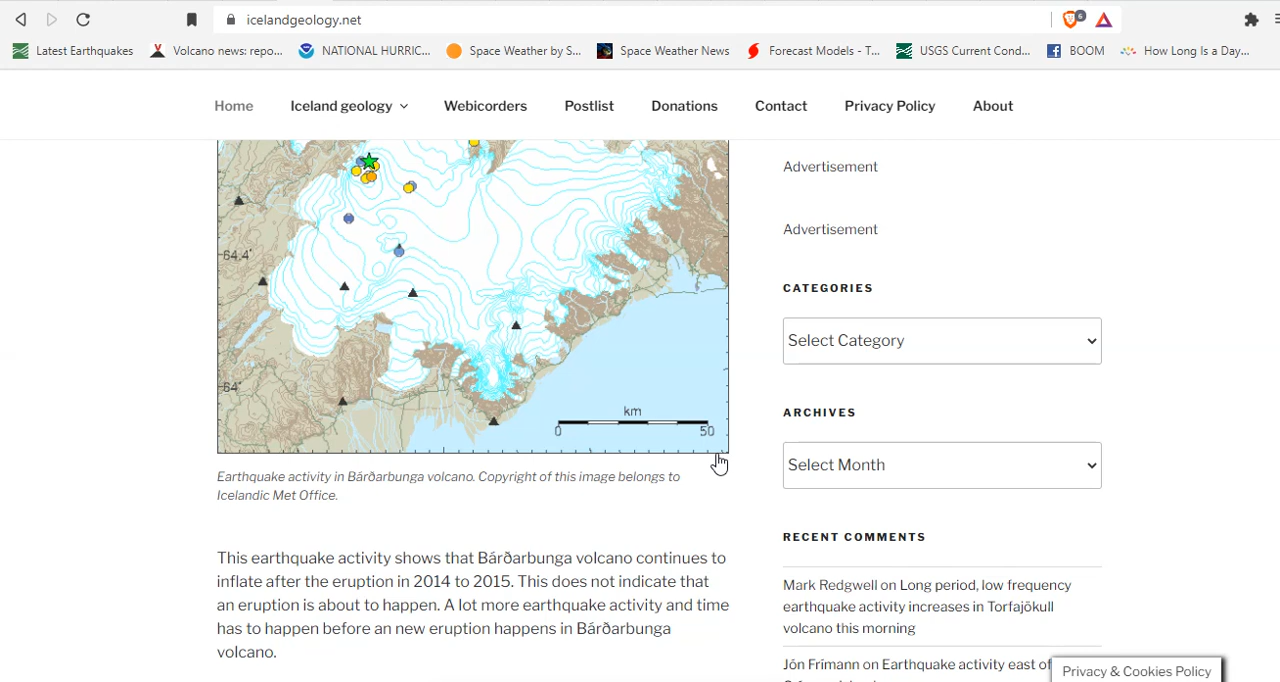 icelandgeology.net
6
Latest Earthquakes
Volcano news: repo...
NATIONAL HURRIC...
Space Weather by S...
Space Weather News
Forecast Models - T...
USGS Current Cond...
BOOM
How Long Is a Day...
Home
Iceland geology
Webicorders
Postlist
Donations
Contact
Privacy Policy
About
64.4°
64°
km
0
50
Earthquake activity in Bárðarbunga volcano. Copyright of this image belongs to
Icelandic Met Office.
This earthquake activity shows that Bárðarbunga volcano continues to
inflate after the eruption in 2014 to 2015. This does not indicate that
an eruption is about to happen. A lot more earthquake activity and time
has to happen before an new eruption happens in Bárðarbunga
volcano.
Advertisement
Advertisement
CATEGORIES
Select Category
ARCHIVES
Select Month
RECENT COMMENTS
Mark Redgwell on Long period, low frequency
earthquake activity increases in Torfajökull
volcano this morning
Jón Frímann on Earthquake activity east of
Privacy & Cookies Policy